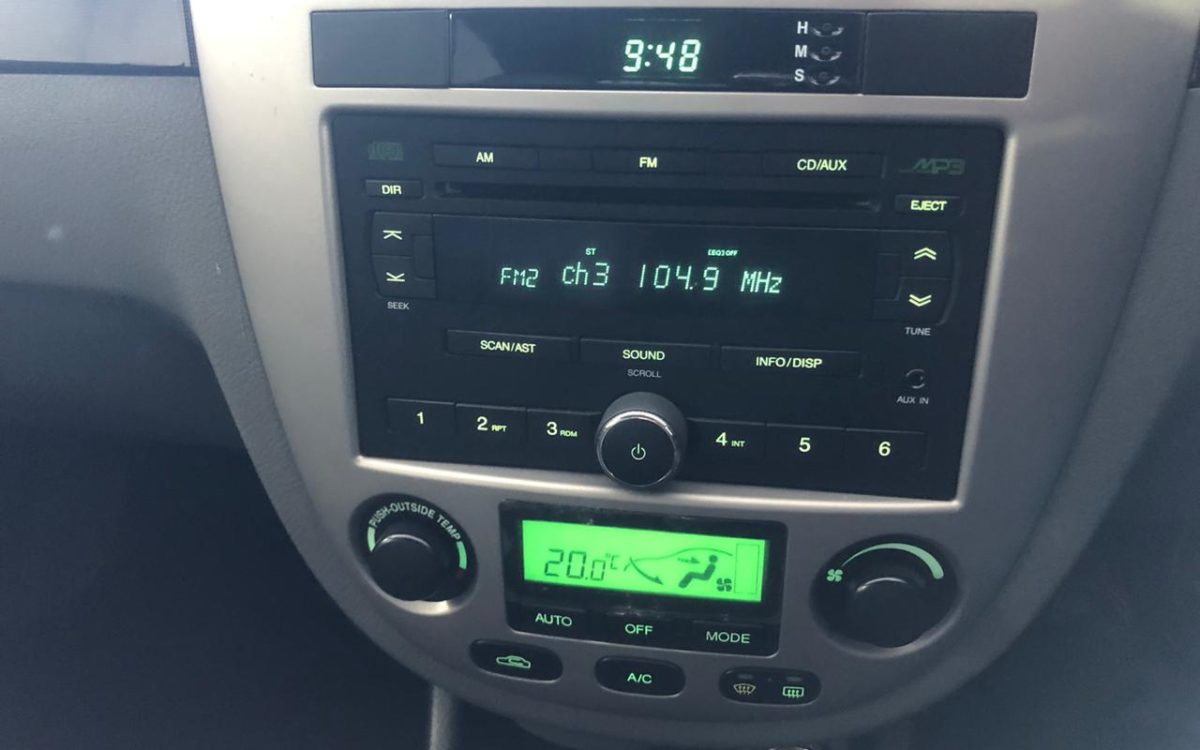 9:48
H
M
S
AM FM CD/AUX MP3
DIR EJECT
ST [EQ] OFF
FM2 ch3 104.9 MHz
SEEK TUNE
SCAN/AST SOUND INFO/DISP
SCROLL
AUX IN
1 2 RPT 3 RDM 4 INT 5 6
PUSH-OUTSIDE TEMP
20.0°C
AUTO OFF MODE
A/C